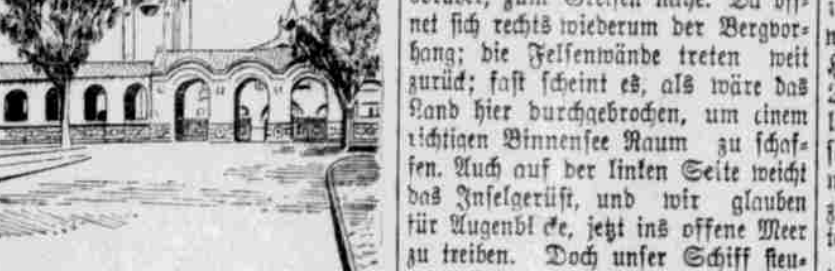 net sich rechts wiederum der Bergvor-
hang; die Felsenwände treten weit
zurück; fast scheint es, als wäre das
Land hier durchgebrochen, um einem
richtigen Binnensee Raum zu schaf-
fen. Auch auf der linken Seite weicht
das Inselgerüst, und wir glauben
für Augenbl cke, jetzt ins offene Meer
zu treiben. Doch unser Schiff steu-